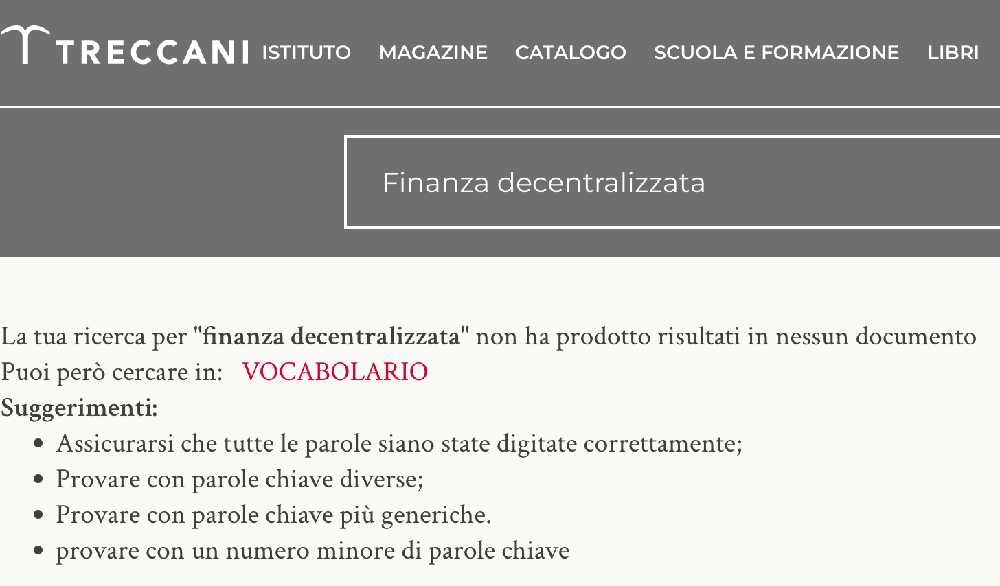 TRECCANI ISTITUTO MAGAZINE CATALOGO SCUOLA E FORMAZIONE LIBRI
Finanza decentralizzata
La tua ricerca per "finanza decentralizzata" non ha prodotto risultati in nessun documento
Puoi però cercare in: VOCABOLARIO
Suggerimenti:
• Assicurarsi che tutte le parole siano state digitate correttamente;
• Provare con parole chiave diverse;
• Provare con parole chiave più generiche.
• provare con un numero minore di parole chiave